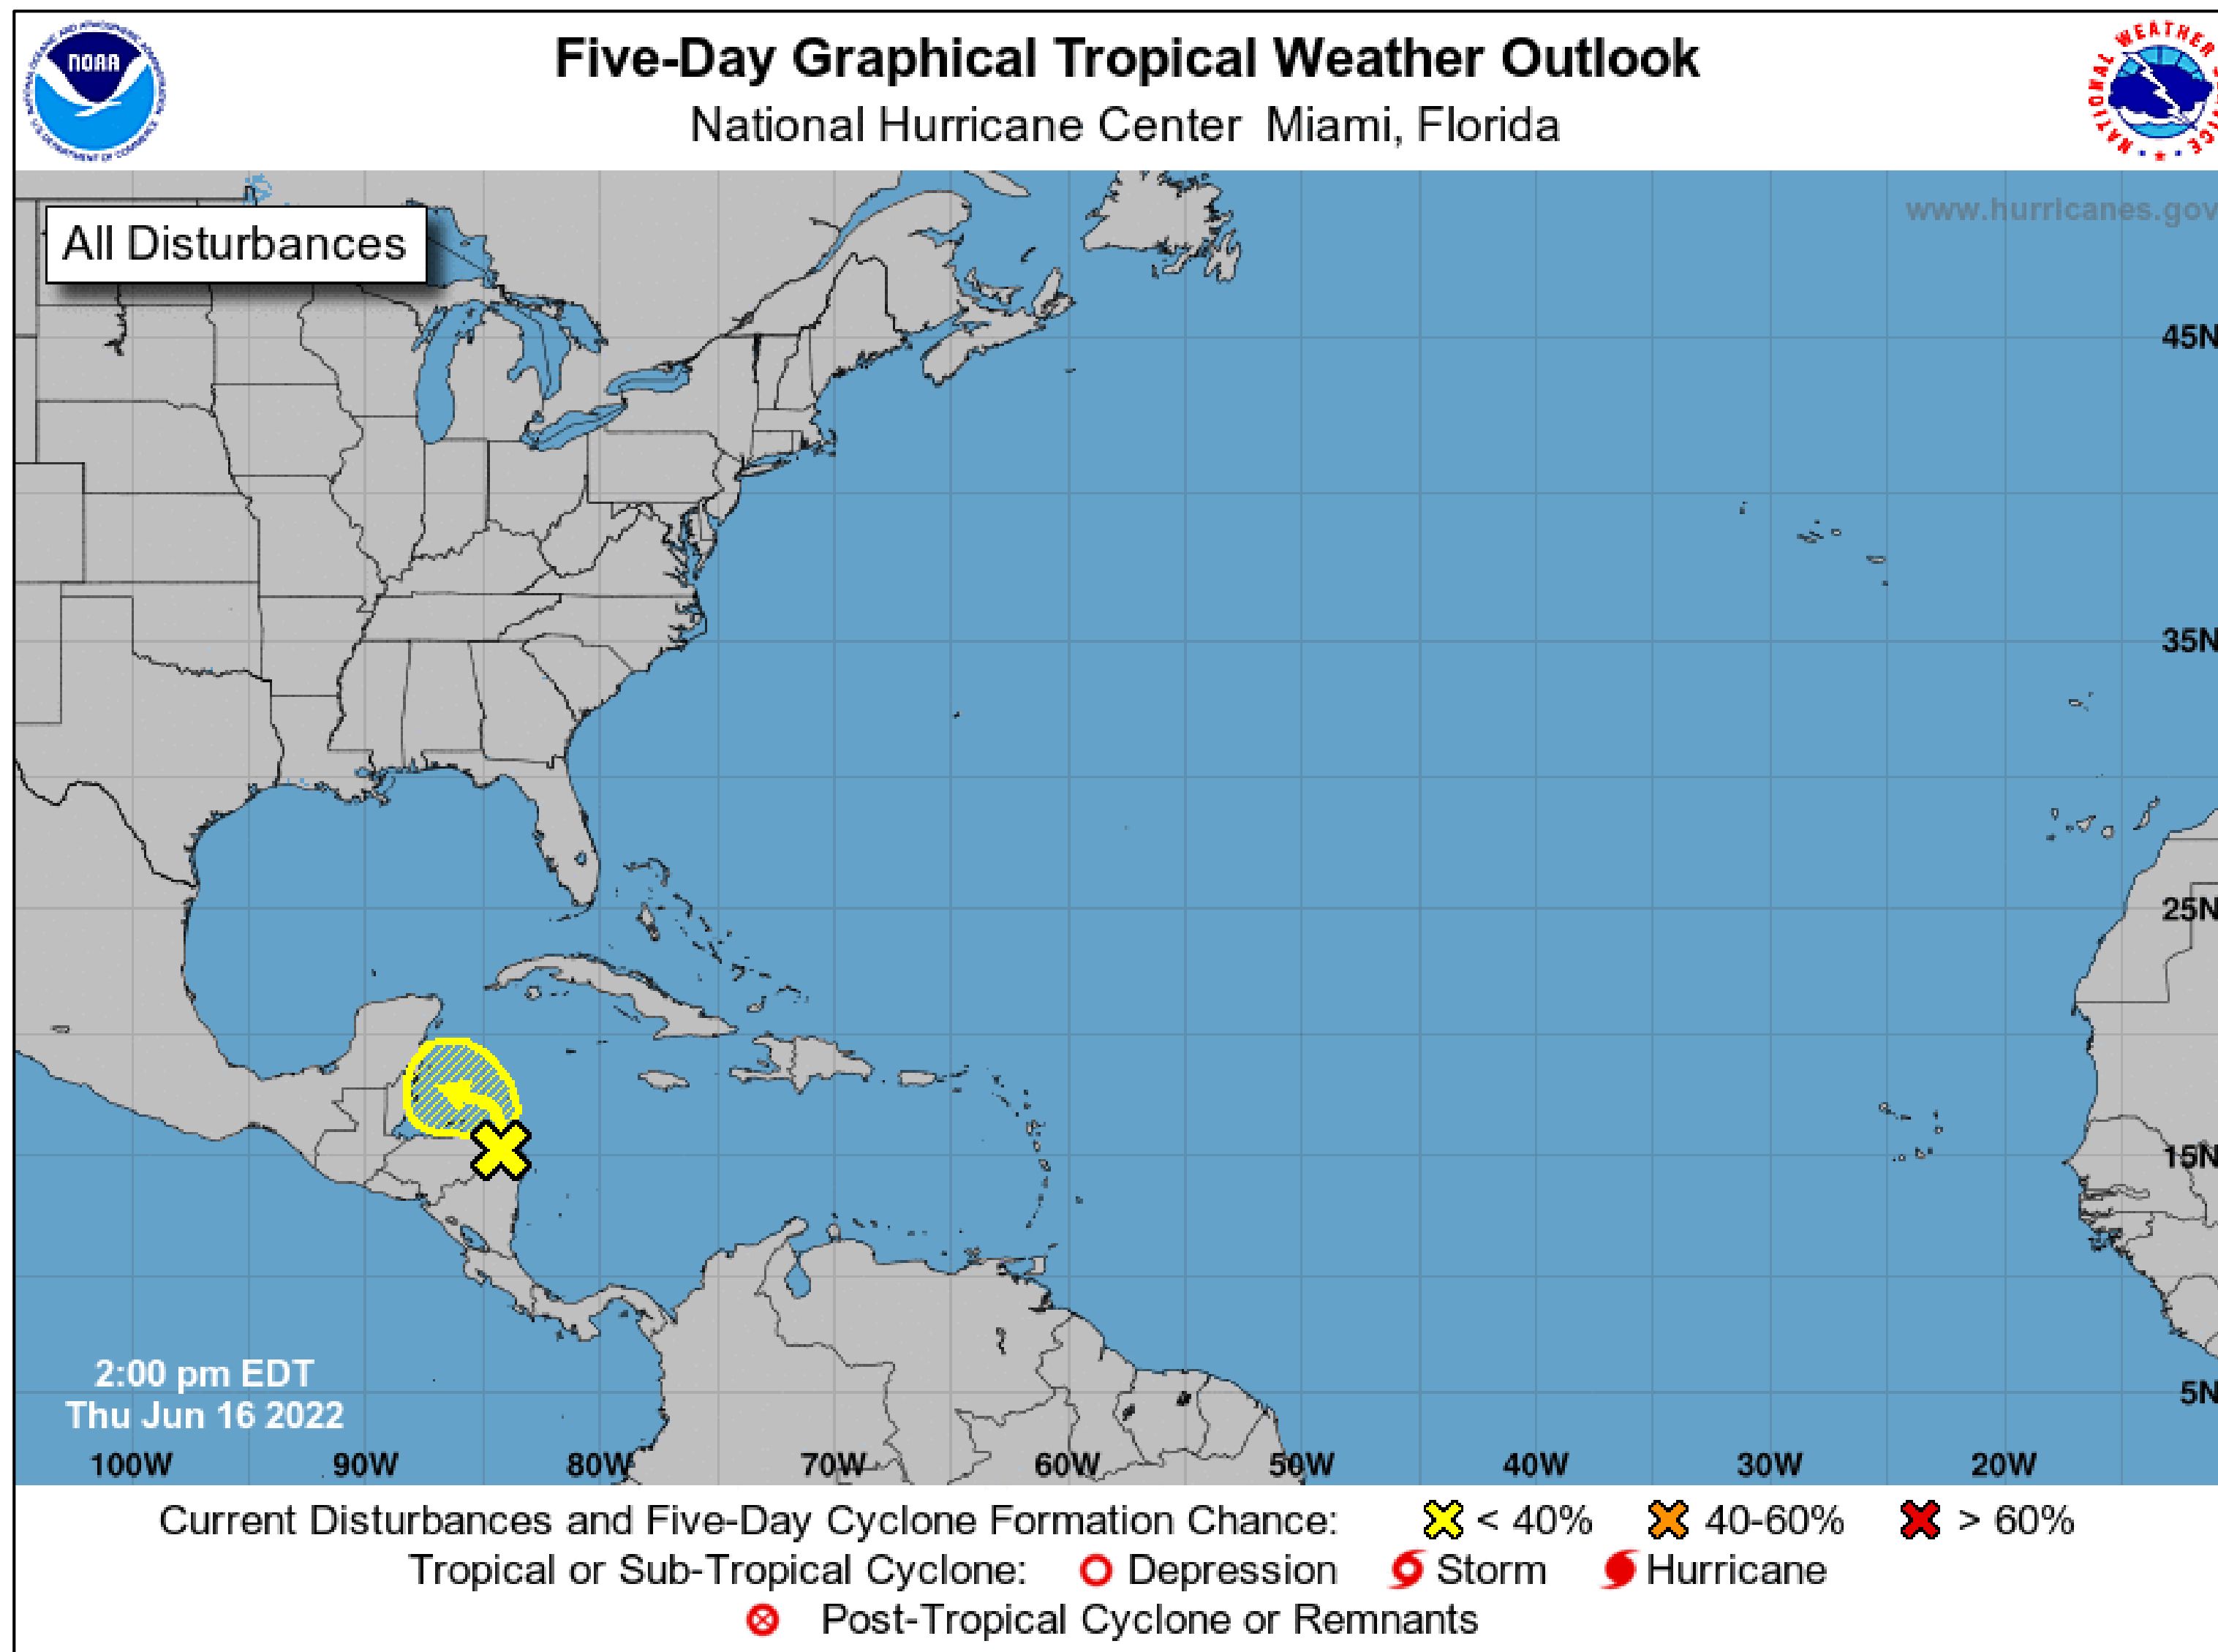 NOAA
Five-Day Graphical Tropical Weather Outlook
National Hurricane Center Miami, Florida
NATIONAL WEATHER
www.hurricanes.gov
All Disturbances
45N
35N
25N
15N
5N
2:00 pm EDT
Thu Jun 16 2022
100W 90W 80W 70W 60W 50W 40W 30W 20W
Current Disturbances and Five-Day Cyclone Formation Chance: < 40% 40-60% > 60%
Tropical or Sub-Tropical Cyclone: Depression Storm Hurricane
Post-Tropical Cyclone or Remnants